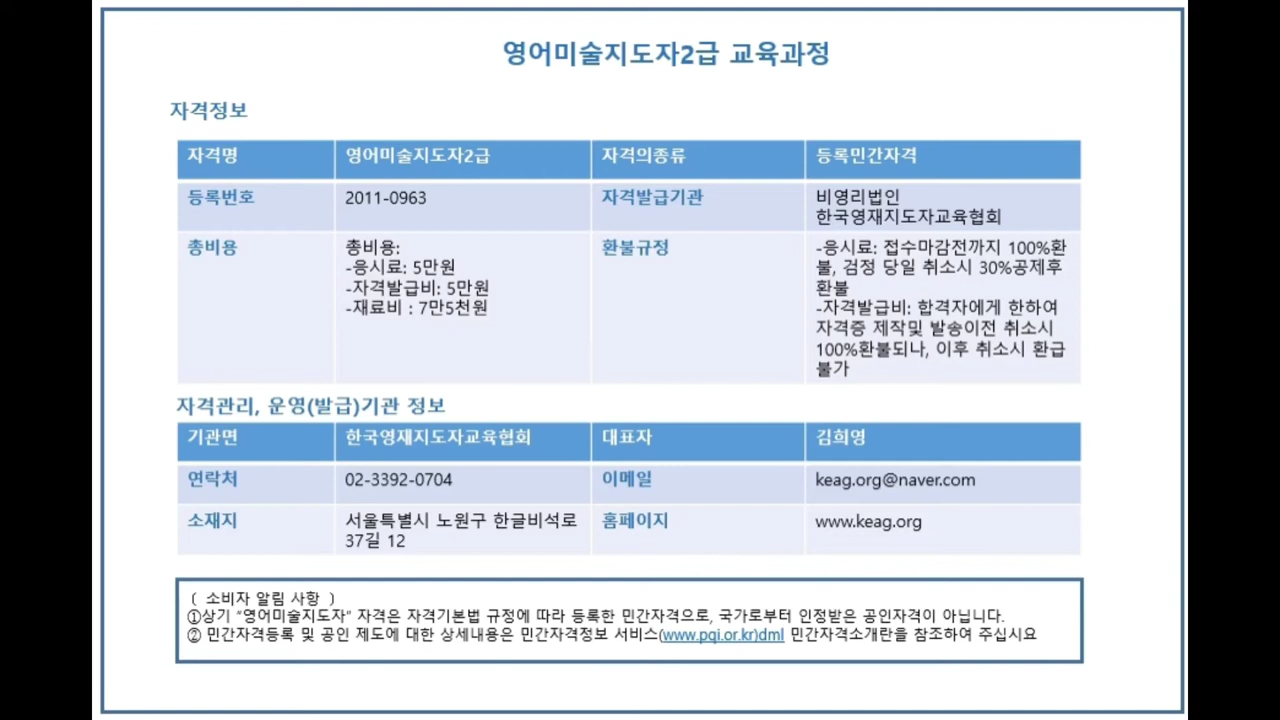 영어미술지도자2급 교육과정
자격정보
자격명 영어미술지도자2급 자격의종류 등록민간자격
등록번호 2011-0963 자격발급기관 비영리법인
한국영재지도자교육협회
총비용 총비용:
-응시료: 5만원
-자격발급비: 5만원
-재료비 : 7만5천원
환불규정 -응시료: 접수마감전까지 100%환
불, 검정 당일 취소시 30%공제후
환불
-자격발급비: 합격자에게 한하여
자격증 제작및 발송이전 취소시
100%환불되나, 이후 취소시 환급
불가
자격관리, 운영(발급)기관 정보
기관면 한국영재지도자교육협회 대표자 김희영
연락처 02-3392-0704 이메일 keag.org@naver.com
소재지 서울특별시 노원구 한글비석로
37길 12
홈페이지 www.keag.org
( 소비자 알림 사항 )
①상기 "영어미술지도자" 자격은 자격기본법 규정에 따라 등록한 민간자격으로, 국가로부터 인정받은 공인자격이 아닙니다.
② 민간자격등록 및 공인 제도에 대한 상세내용은 민간자격정보 서비스(www.pqi.or.kr)dml 민간자격소개란을 참조하여 주십시요